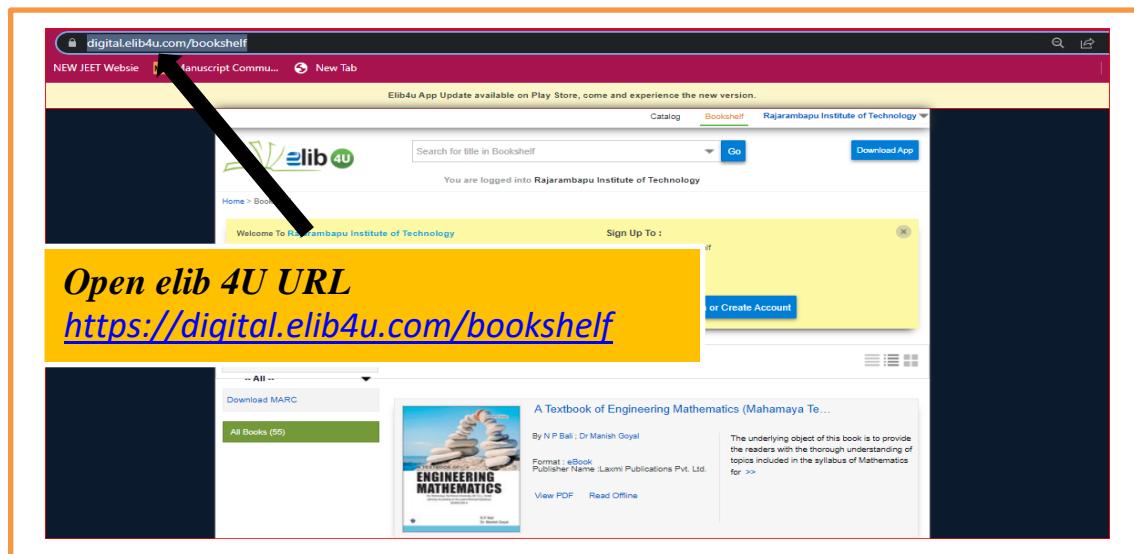 digital.elib4u.com/bookshelf
NEW JEET Websie Manuscript Commu... New Tab
Elib4u App Update available on Play Store, come and experience the new version.
Catalog Bookshelf Rajarambapu Institute of Technology
elib 4U Search for title in Bookshelf Go Download App
You are logged into Rajarambapu Institute of Technology
Home >
Welcome To Rajarambapu Institute of Technology Sign Up To :
Open elib 4U URL
https://digital.elib4u.com/bookshelf
or Create Account
-- All --
Download MARC
All Books (55)
A Textbook of Engineering Mathematics (Mahamaya Te...
By N P Bali ; Dr Manish Goyal
Format : eBook
Publisher Name :Laxmi Publications Pvt. Ltd.
View PDF Read Offline
The underlying object of this book is to provide
the readers with the thorough understanding of
topics included in the syllabus of Mathematics
for >>
A TEXTBOOK OF
ENGINEERING
MATHEMATICS
N.P. Bali
Dr. Manish Goyal